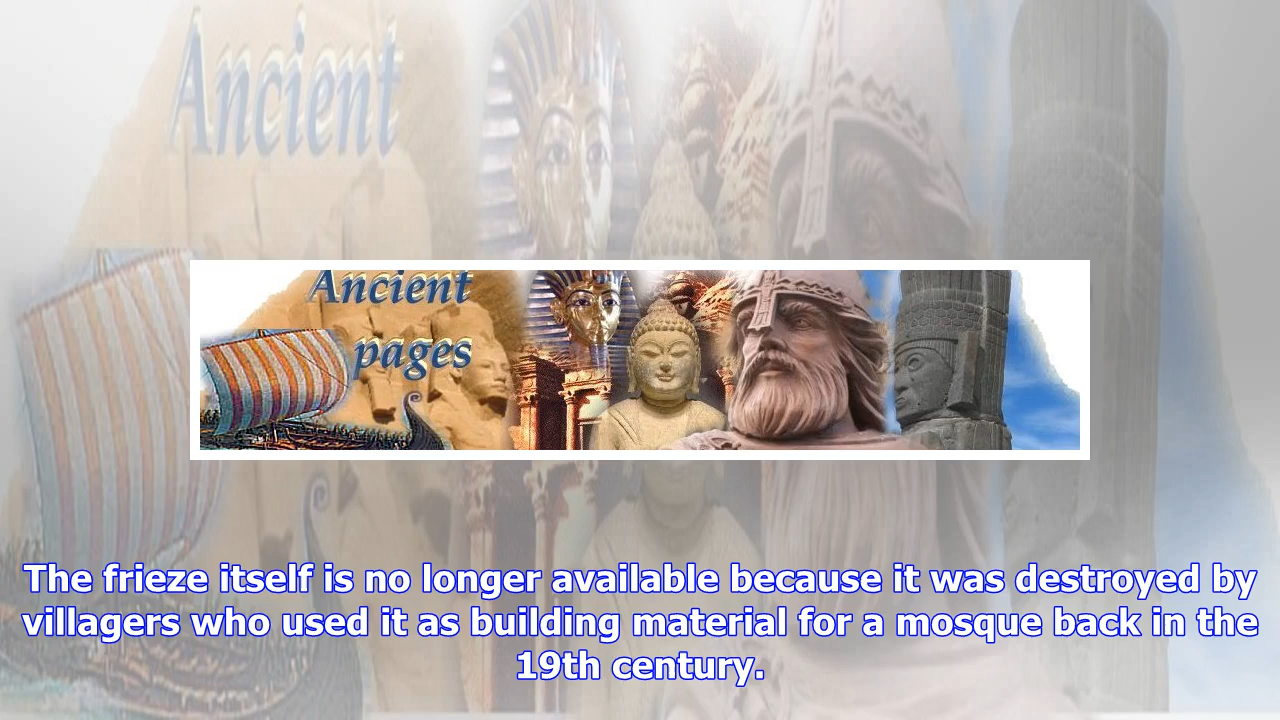 Ancient
Ancient
pages
The frieze itself is no longer available because it was destroyed by
villagers who used it as building material for a mosque back in the
19th century.